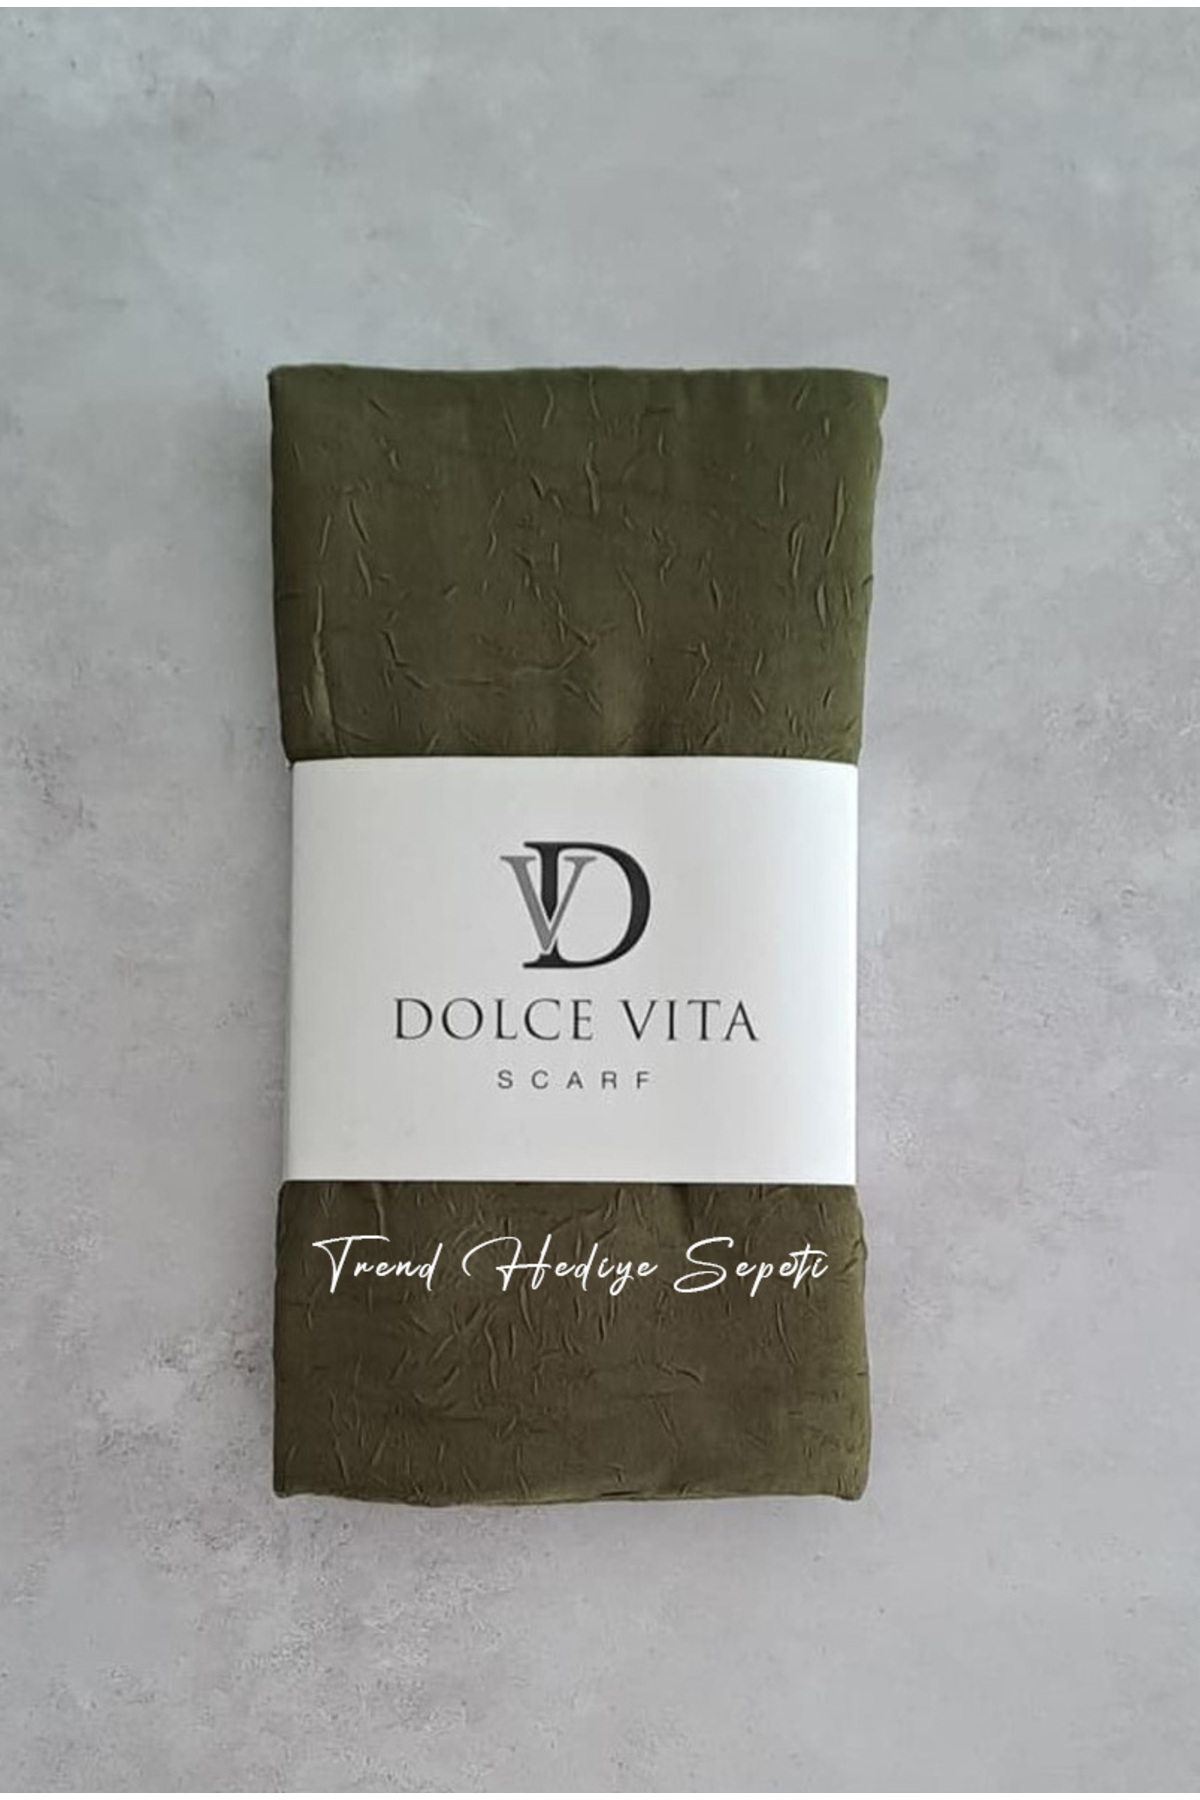 VD
DOLCE VITA
SCARF
Trend Hediye Sepeti